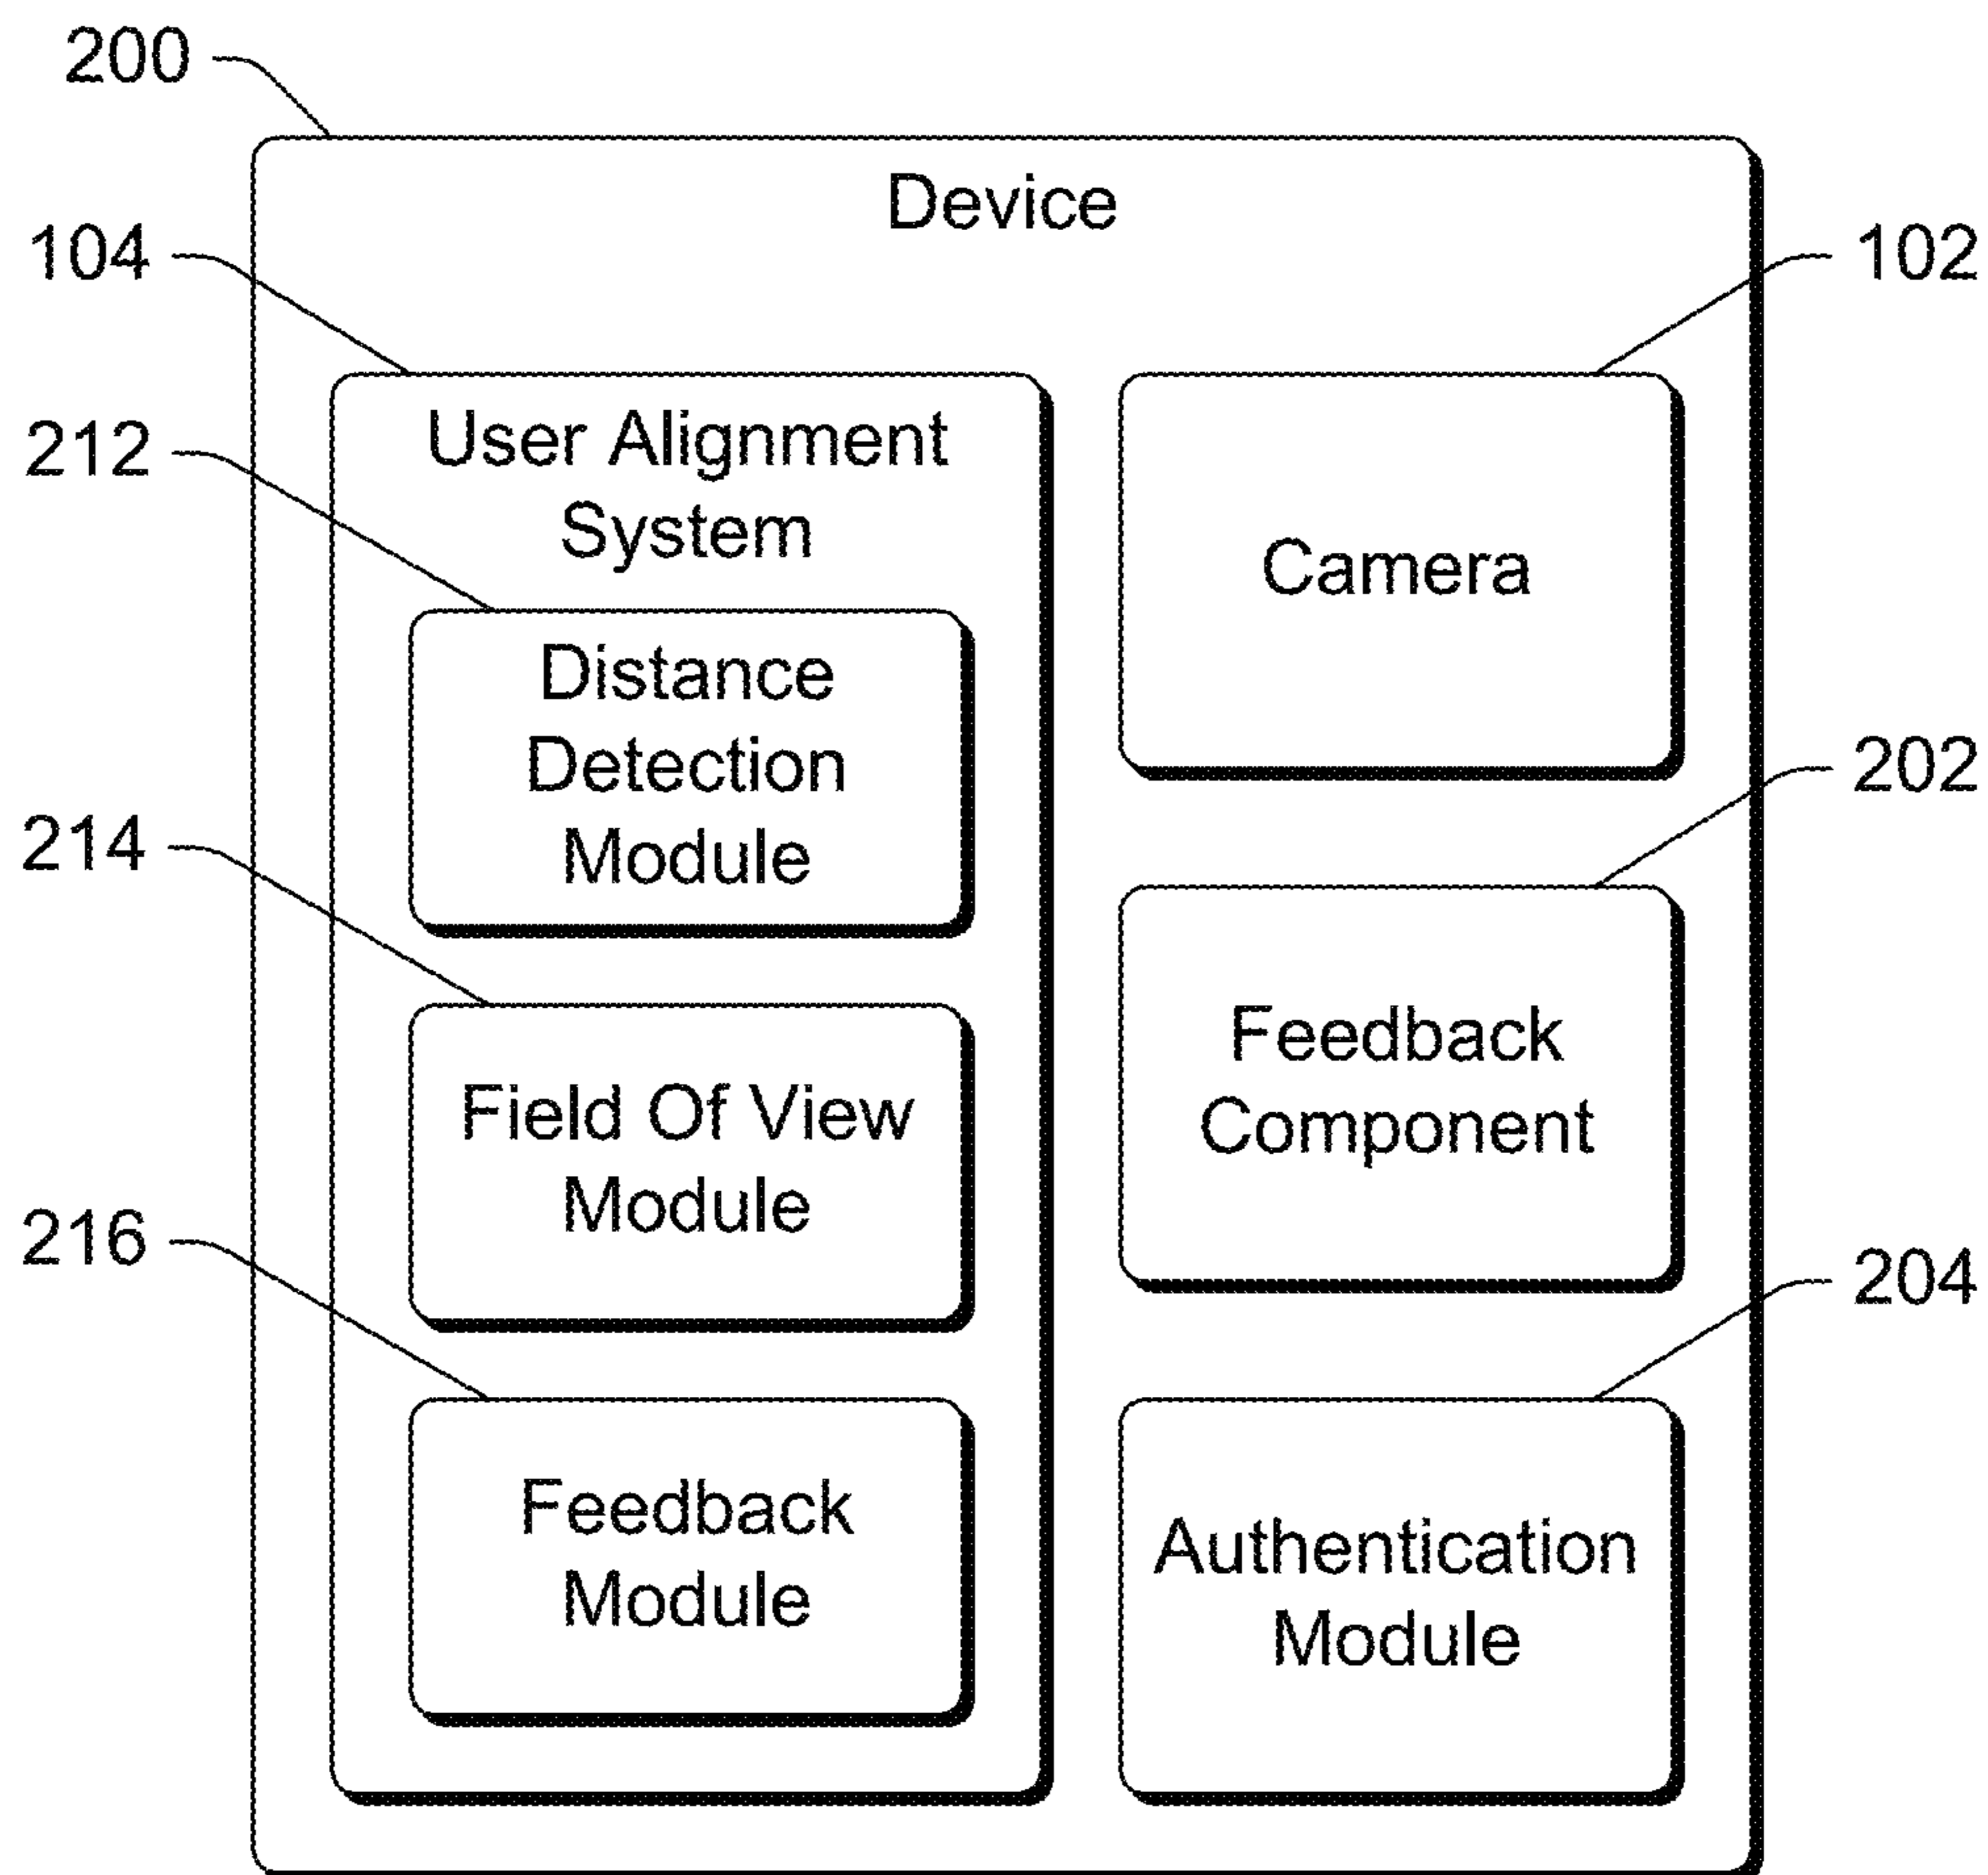 200
Device
104
102
User Alignment
System
212
Camera
Distance
Detection
Module
202
214
Feedback
Component
Field Of View
Module
216
204
Feedback
Module
Authentication
Module